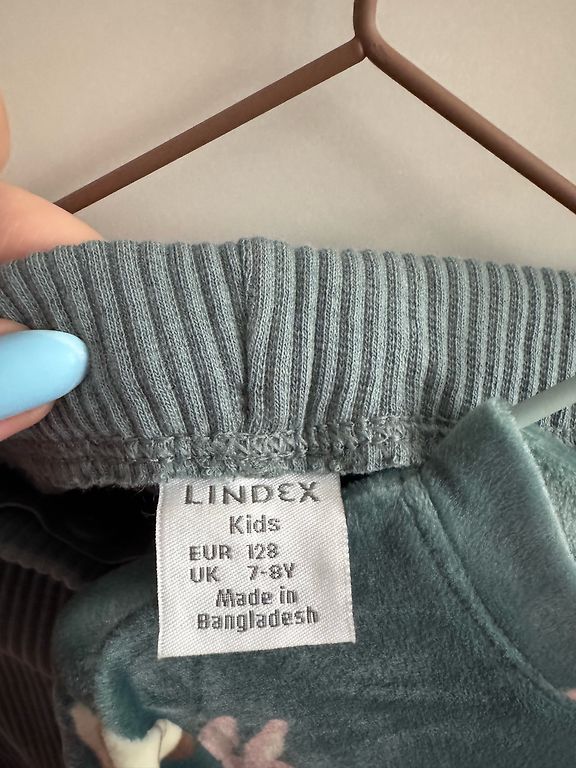 LINDEX
Kids
EUR 128
UK 7-8Y
Made in
Bangladesh